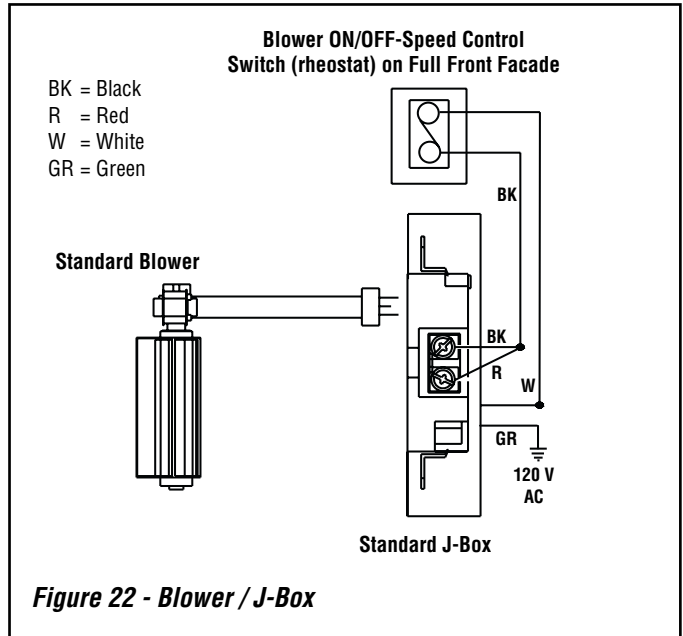 Blower ON/OFF-Speed Control
Switch (rheostat) on Full Front Facade
BK = Black
R = Red
W = White
GR = Green
BK
Standard Blower
BK
R
W
GR
120 V
AC
Standard J-Box
Figure 22 - Blower / J-Box